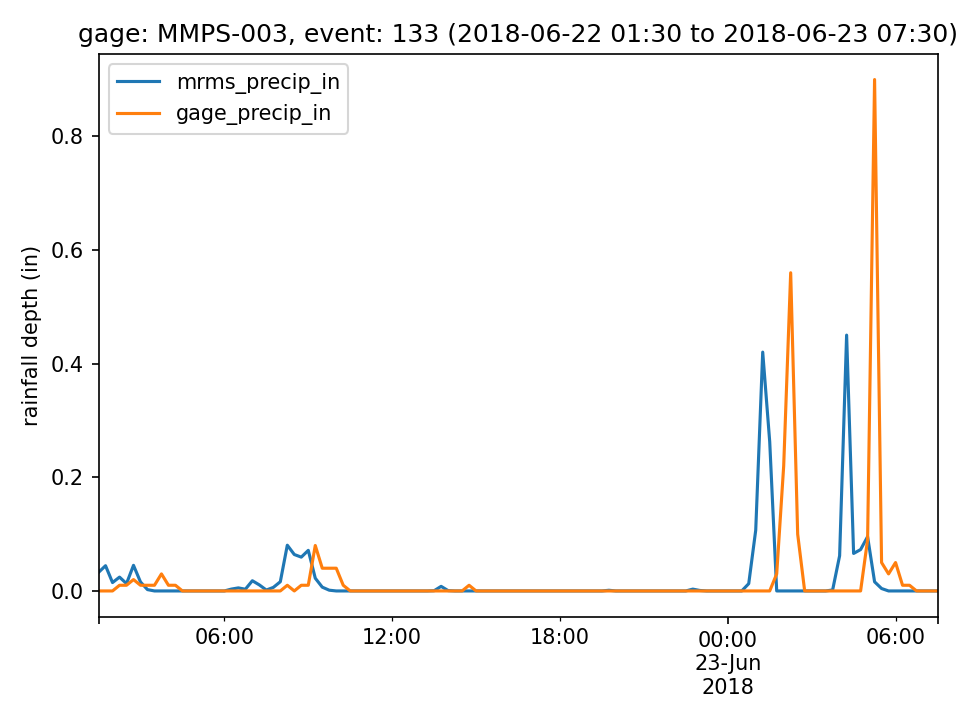 gage: MMPS-003, event: 133 (2018-06-22 01:30 to 2018-06-23 07:30)
mrms_precip_in
gage_precip_in
rainfall depth (in)
0.8
0.6
0.4
0.2
0.0
06:00
12:00
18:00
00:00
23-Jun
2018
06:00